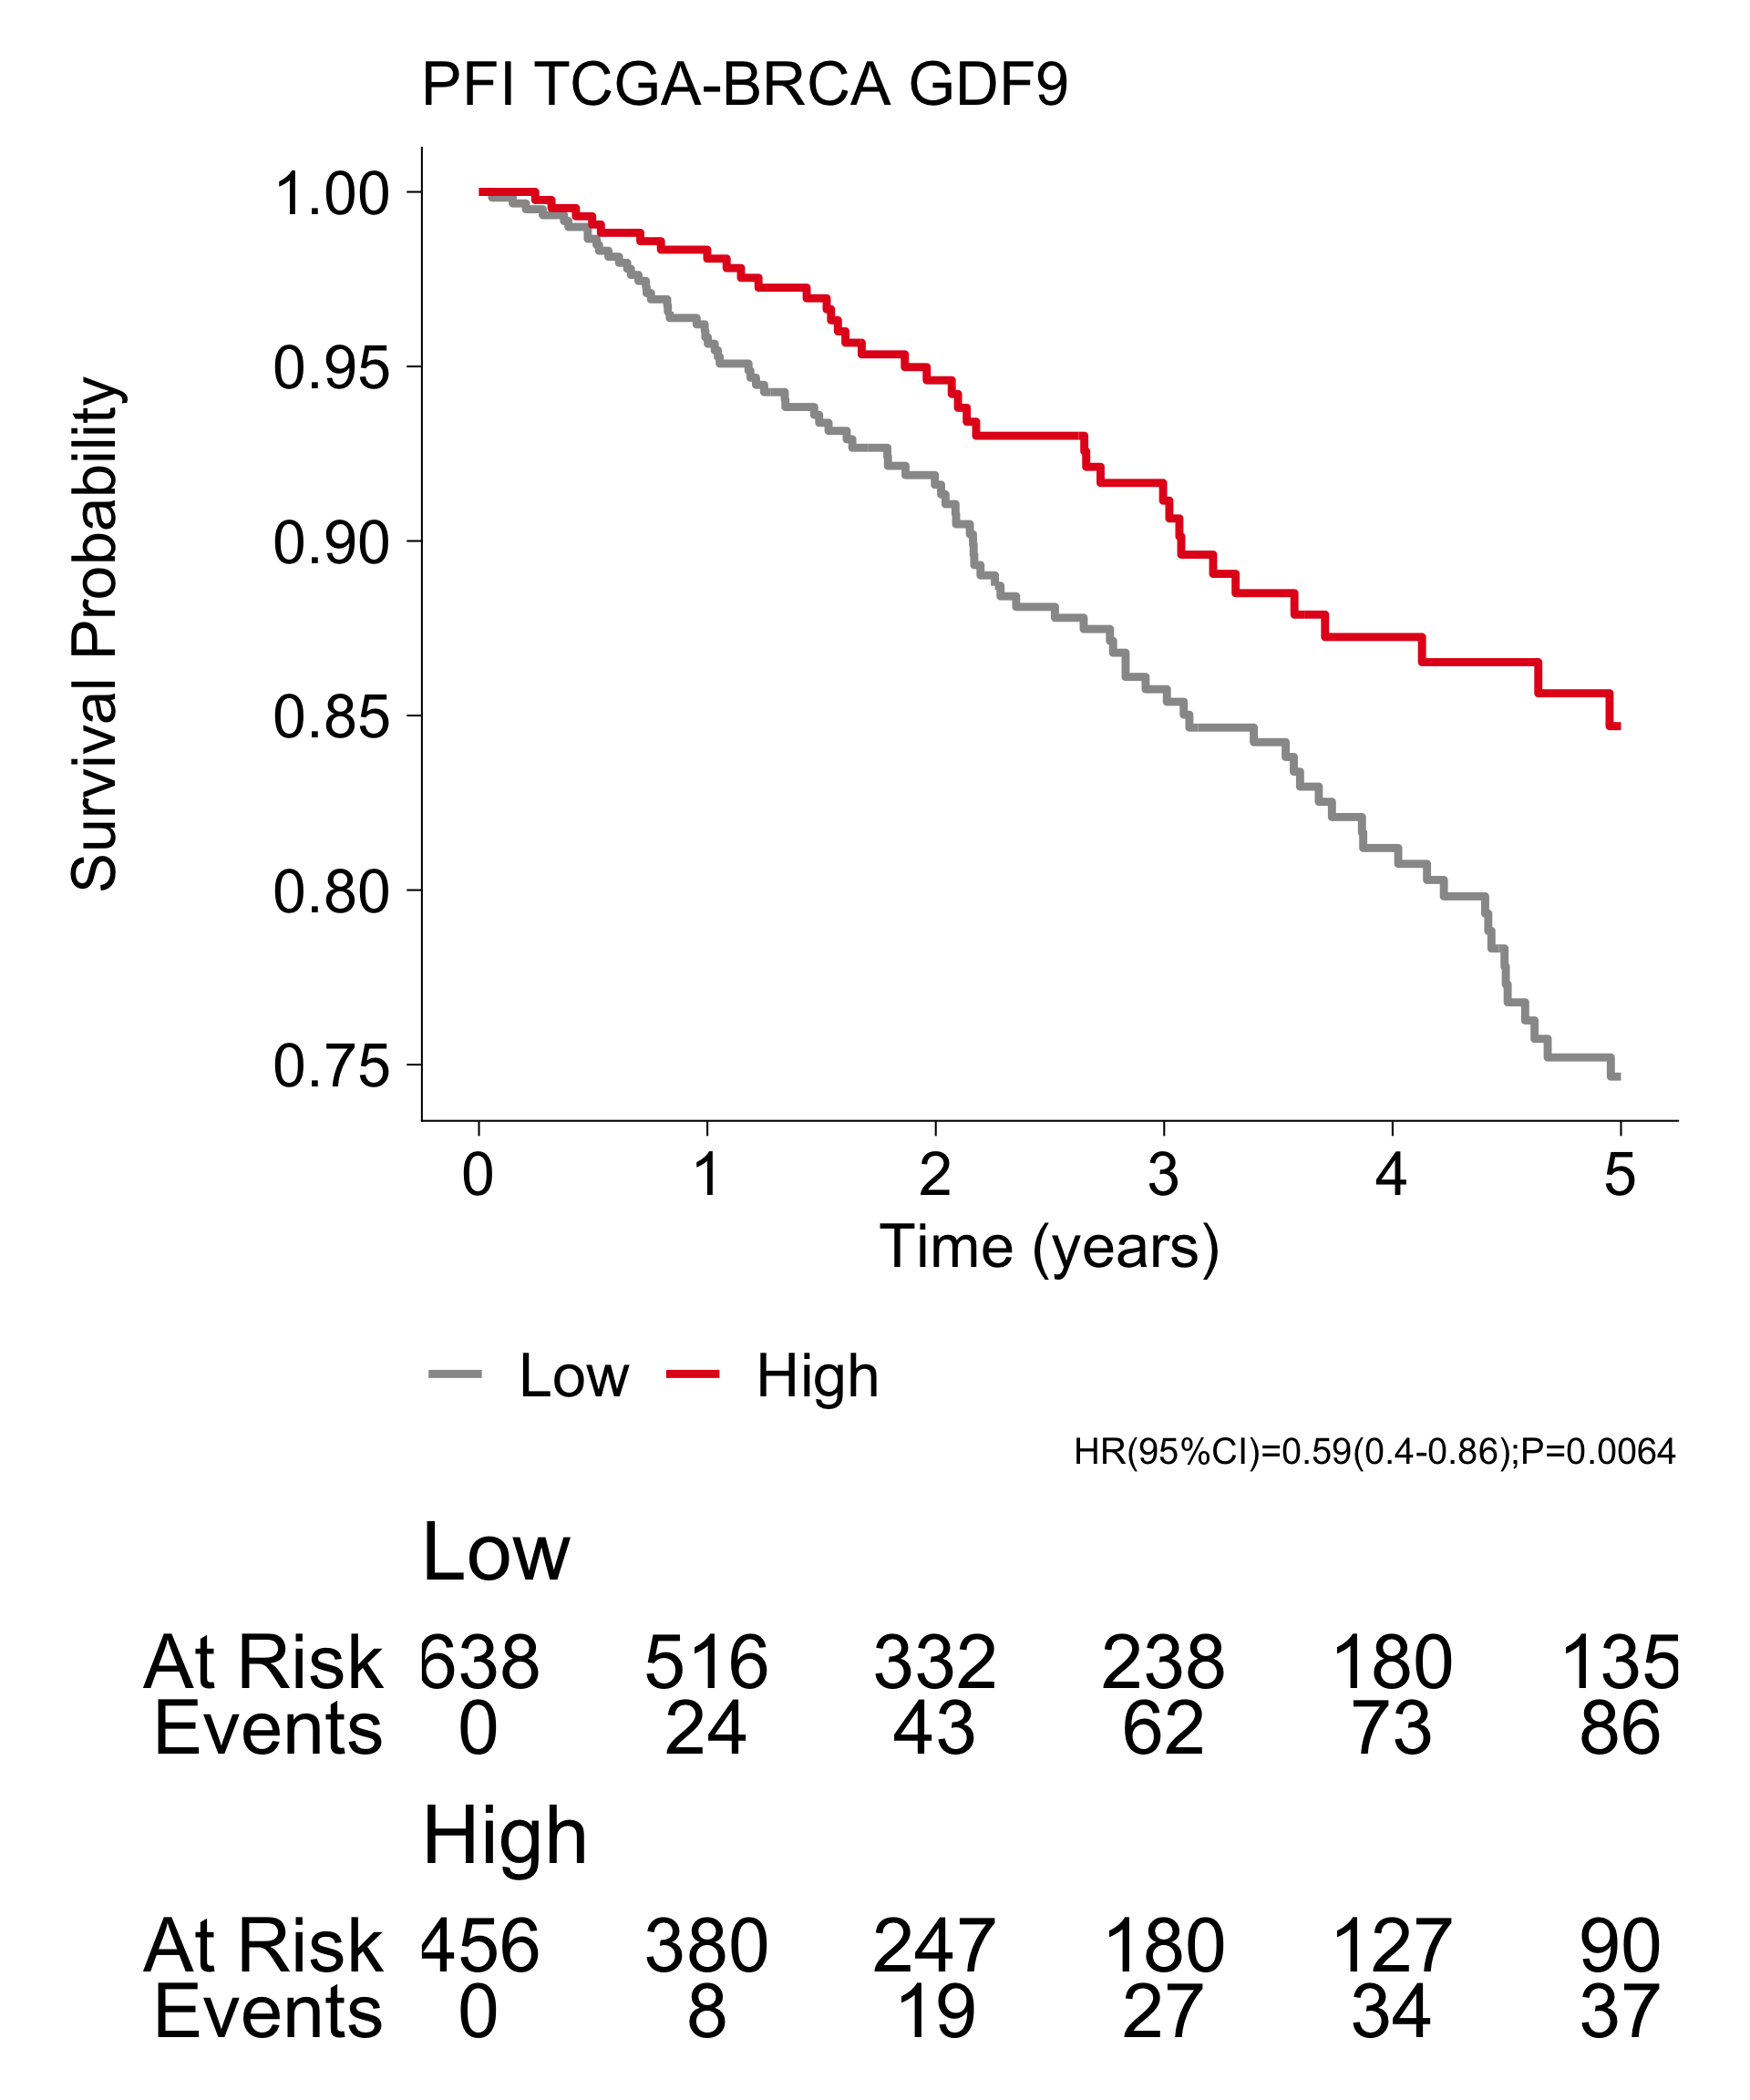 PFI TCGA-BRCA GDF9
1.00
0.95
0.90
0.85
0.80
0.75
Survival Probability
0 1 2 3 4 5
Time (years)
Low High
HR(95%CI)=0.59(0.4-0.86);P=0.0064
Low
At Risk 638 516 332 238 180 135
Events 0 24 43 62 73 86
High
At Risk 456 380 247 180 127 90
Events 0 8 19 27 34 37